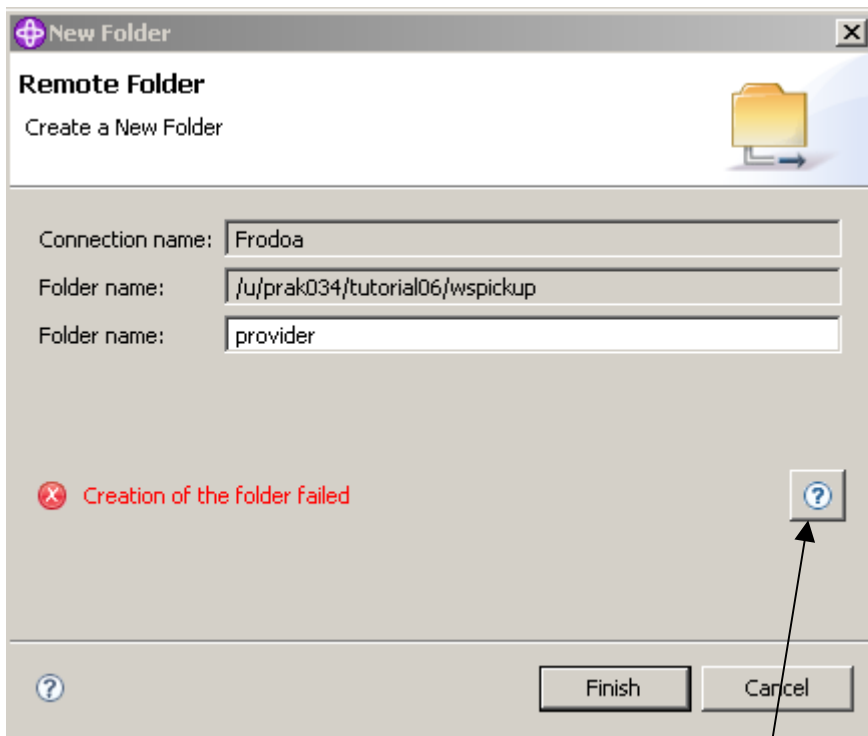 New Folder
Remote Folder
Create a New Folder
Connection name: Frodoa
Folder name: /u/prak034/tutorial06/wspickup
Folder name: provider
Creation of the folder failed
Finish Cancel